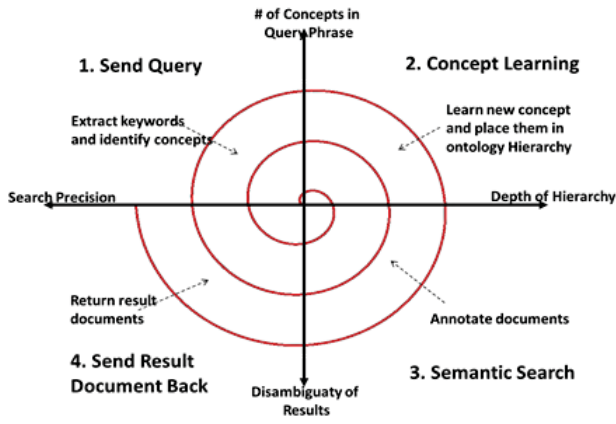 # of Concepts in
Query Phrase
1. Send Query
2. Concept Learning
Extract keywords
and identify concepts
Learn new concept
and place them in
ontology Hierarchy
Search Precision
Depth of Hierarchy
Return result
documents
Annotate documents
4. Send Result
Document Back
3. Semantic Search
Disambiguaty of
Results